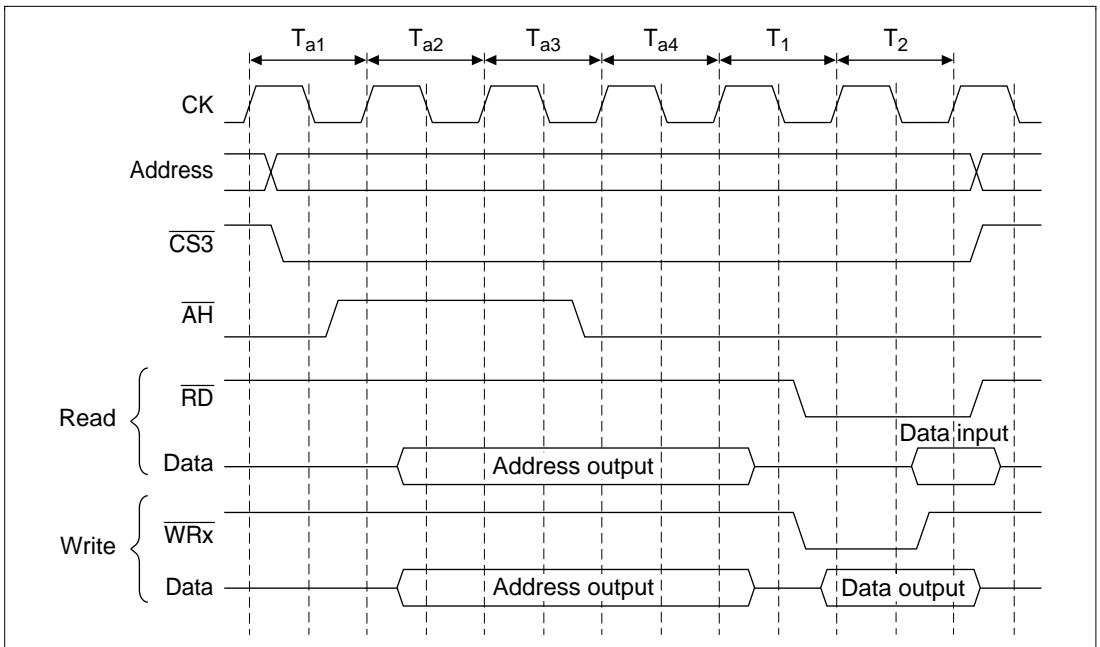 Ta1 Ta2 Ta3 Ta4 T1 T2
CK
Address
CS3
AH
Read
RD
Data input
Data
Address output
Write
WRx
Data
Address output
Data output